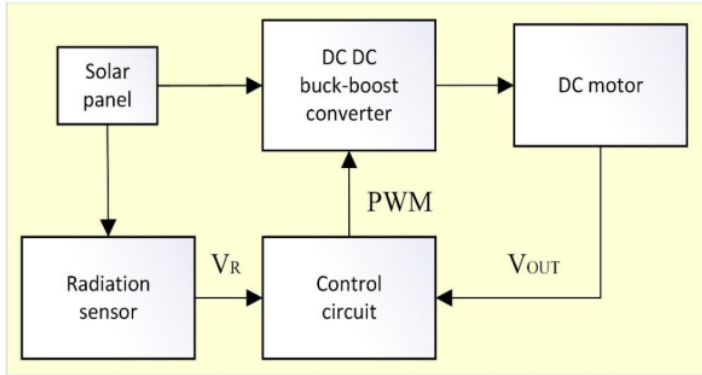 Solar
panel
DC DC
buck-boost
converter
DC motor
PWM
Radiation
sensor
VR
Control
circuit
VOUT